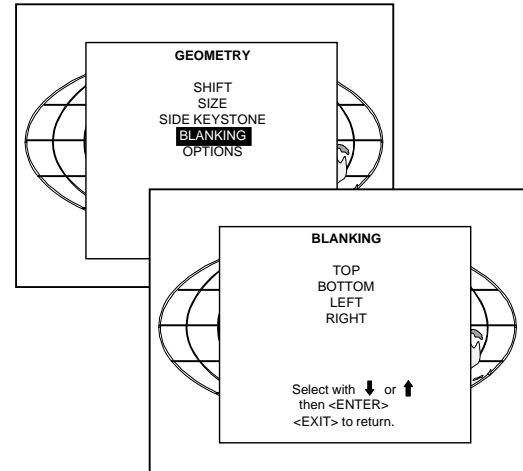 GEOMETRY
SHIFT
SIZE
SIDE KEYSTONE
BLANKING
OPTIONS
BLANKING
TOP
BOTTOM
LEFT
RIGHT
Select with ⬇ or ⬆
then <ENTER>
<EXIT> to return.